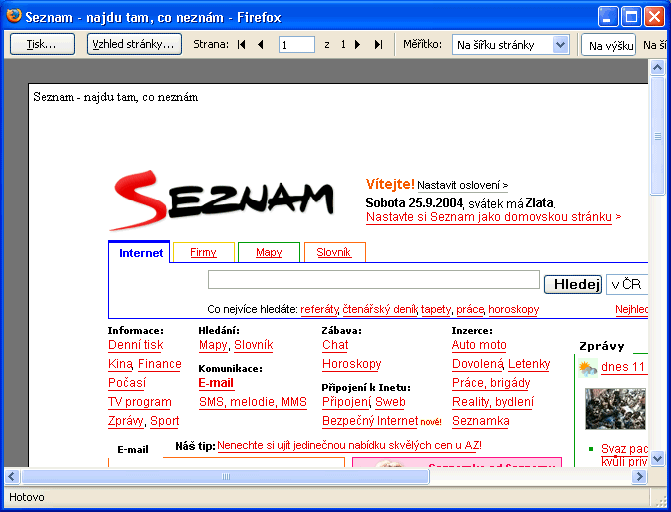 Seznam - najdu tam, co neznám - Firefox
Tisk... Vzhled stránky... Strana: 1 z 1 Měřítko: Na šířku stránky Na výšku Na ší
Seznam - najdu tam, co neznám
SEZNAM
Vítejte! Nastavit oslovení >
Sobota 25.9.2004, svátek má Zlata.
Nastavte si Seznam jako domovskou stránku >
Internet Firmy Mapy Slovník
Hledej v ČR
Co nejvíce hledáte: referáty, čtenářský deník, tapety, práce, horoskopy Nejhle
Informace:
Denní tisk
Kina, Finance
Počasí
TV program
Zprávy, Sport
Hledání:
Mapy, Slovník
Komunikace:
E-mail
SMS, melodie, MMS
Zábava:
Chat
Horoskopy
Připojení k Inetu:
Připojení, Sweb
Bezpečný Internet nové!
Inzerce:
Auto moto
Dovolená, Letenky
Práce, brigády
Reality, bydlení
Seznamka
Zprávy
dnes 11
Svaz pac
kvůli priv
E-mail
Náš tip: Nenechte si ujít jedinečnou nabídku skvělých cen u AZ!
Hotovo